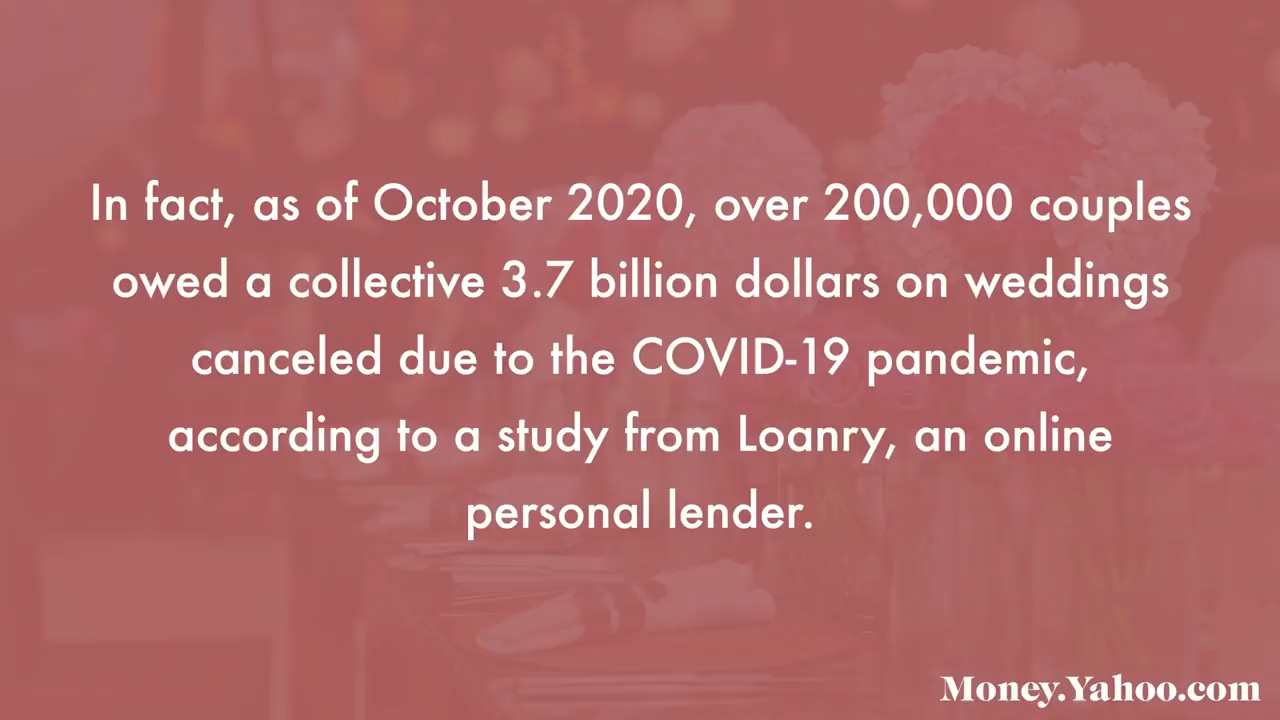 In fact, as of October 2020, over 200,000 couples
owed a collective 3.7 billion dollars on weddings
canceled due to the COVID-19 pandemic,
according to a study from Loanry, an online
personal lender.
Money.Yahoo.com